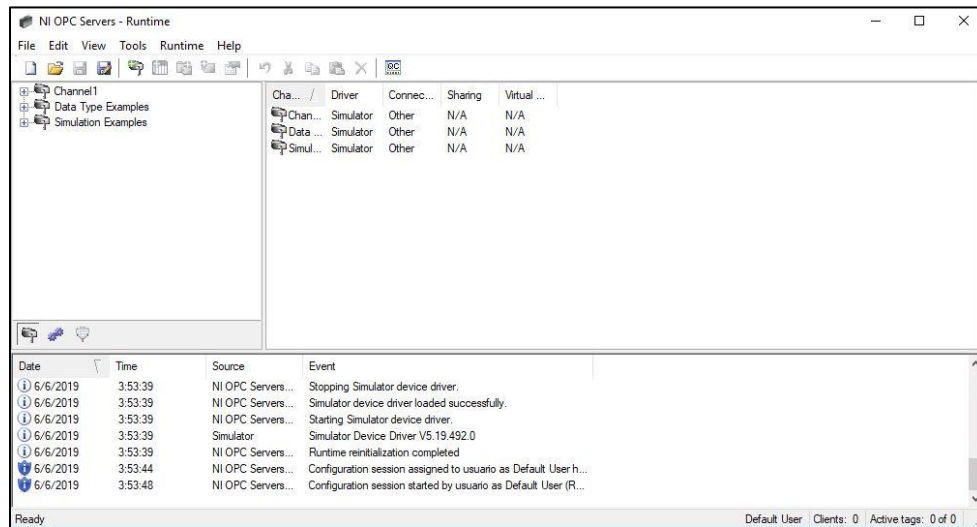 NI OPC Servers - Runtime
File Edit View Tools Runtime Help
QC
Channel1
Data Type Examples
Simulation Examples
Cha... / Driver Connec... Sharing Virtual ...
Chan... Simulator Other N/A N/A
Data ... Simulator Other N/A N/A
Simul... Simulator Other N/A N/A
Date Time Source Event
6/6/2019 3:53:39 NI OPC Servers... Stopping Simulator device driver.
6/6/2019 3:53:39 NI OPC Servers... Simulator device driver loaded successfully.
6/6/2019 3:53:39 NI OPC Servers... Starting Simulator device driver.
6/6/2019 3:53:39 Simulator Simulator Device Driver V5.19.492.0
6/6/2019 3:53:39 NI OPC Servers... Runtime reinitialization completed
6/6/2019 3:53:44 NI OPC Servers... Configuration session assigned to usuario as Default User h...
6/6/2019 3:53:48 NI OPC Servers... Configuration session started by usuario as Default User (R...
Ready Default User Clients: 0 Active tags: 0 of 0